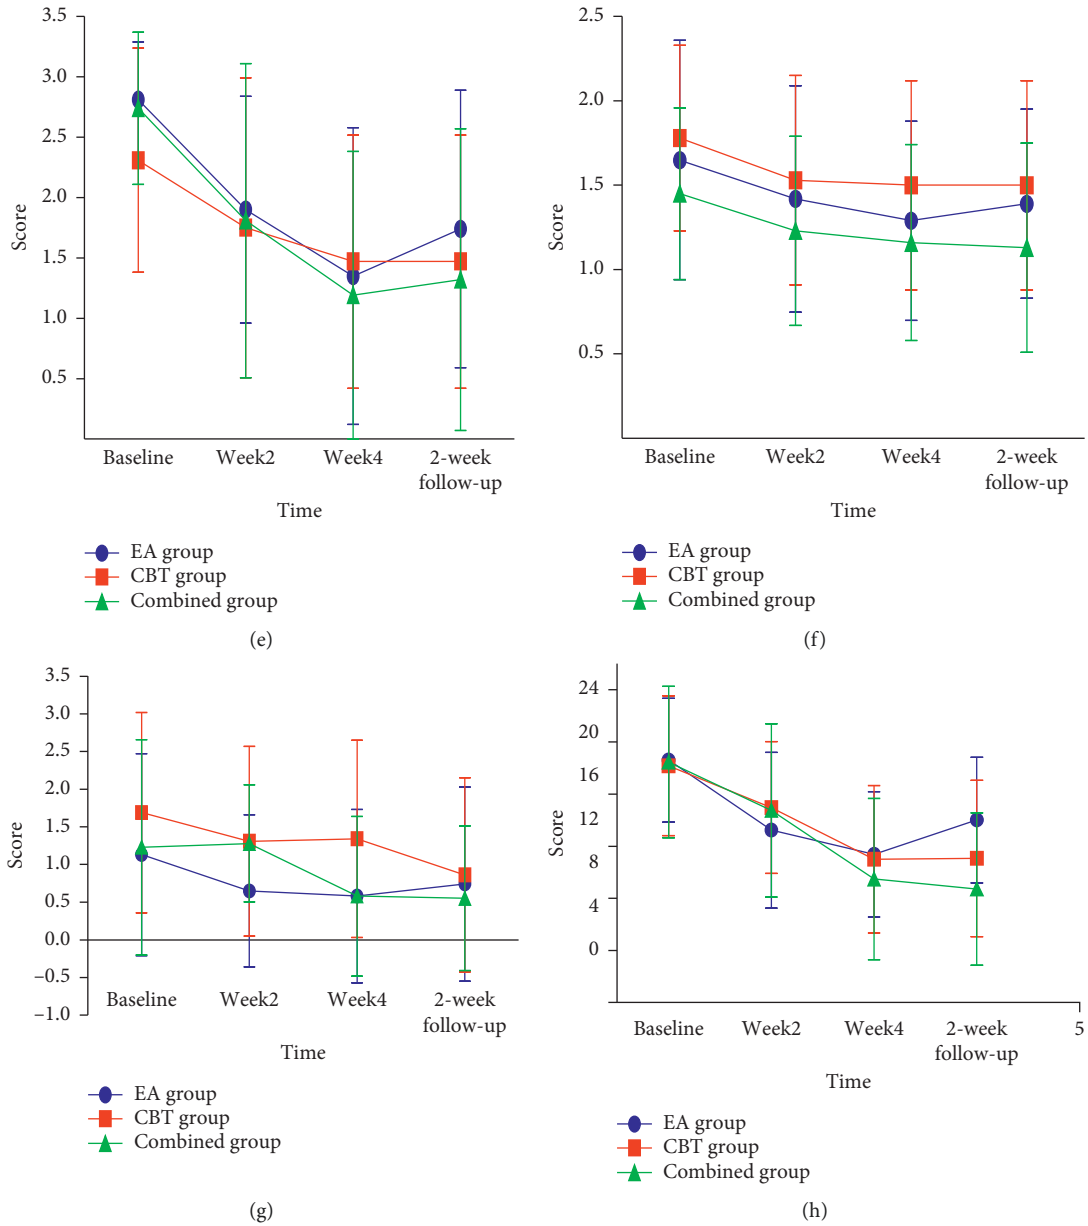 3.5
3.0
2.5
2.0
1.5
1.0
0.5
Score
Baseline Week2 Week4 2-week
follow-up
Time
EA group
CBT group
Combined group
(e)
2.5
2.0
1.5
1.0
0.5
Score
Baseline Week2 Week4 2-week
follow-up
Time
EA group
CBT group
Combined group
(f)
3.5
3.0
2.5
2.0
1.5
1.0
0.5
0.0
–0.5
–1.0
Score
Baseline Week2 Week4 2-week
follow-up
Time
EA group
CBT group
Combined group
(g)
24
20
16
12
8
4
0
Score
Baseline Week2 Week4 2-week 5
follow-up
Time
EA group
CBT group
Combined group
(h)